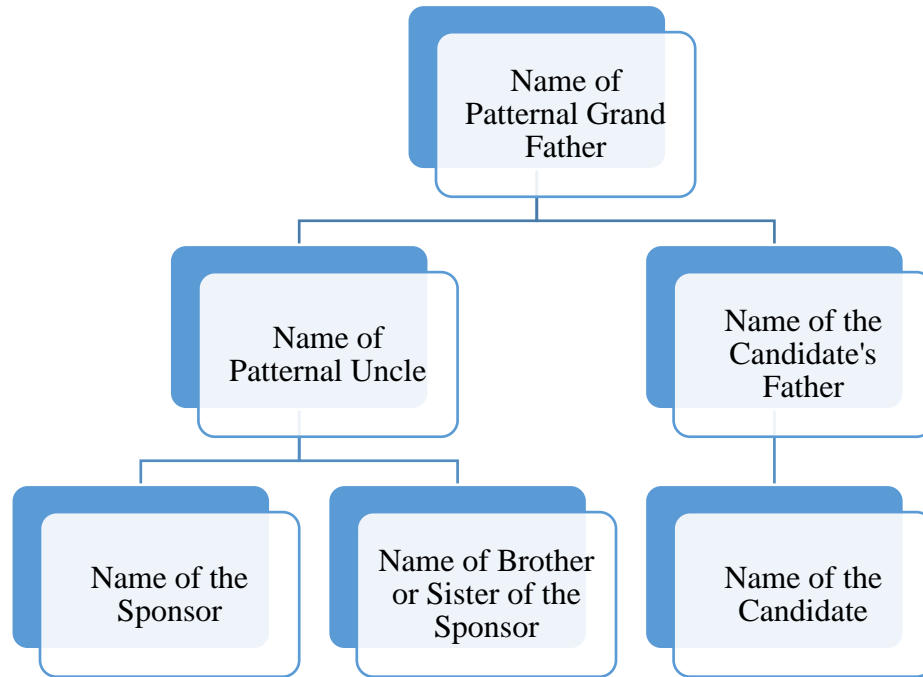 Name of
Patternal Grand
Father
Name of
Patternal Uncle
Name of the
Candidate's
Father
Name of the
Sponsor
Name of Brother
or Sister of the
Sponsor
Name of the
Candidate